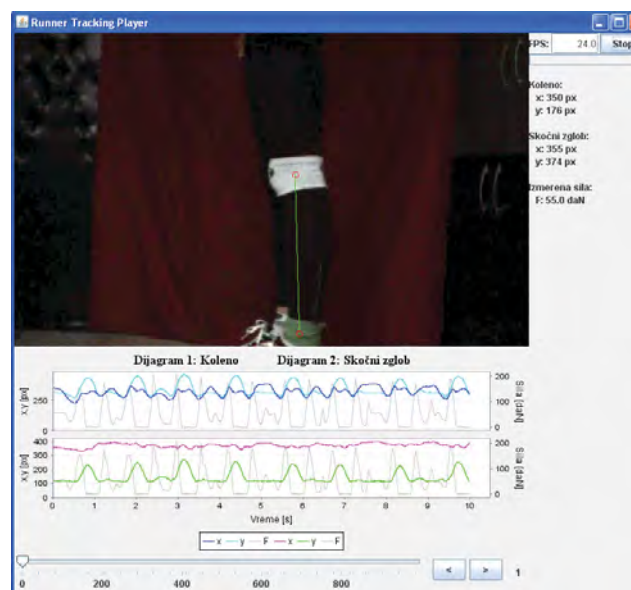 Runner Tracking Player
FPS: 24.0 Stop
Koleno:
x: 350 px
y: 176 px
Skočni zglob:
x: 355 px
y: 374 px
Izmerena sila:
F: 55.0 daN
Dijagram 1: Koleno Dijagram 2: Skočni zglob
x,y [px]
250
0
200
100
0
Sila [daN]
x,y [px]
400
300
200
100
0
200
100
0
Sila [daN]
0 1 2 3 4 5 6 7 8 9 10
Vreme [s]
x y F x y F
0 200 400 600 800
< > 1